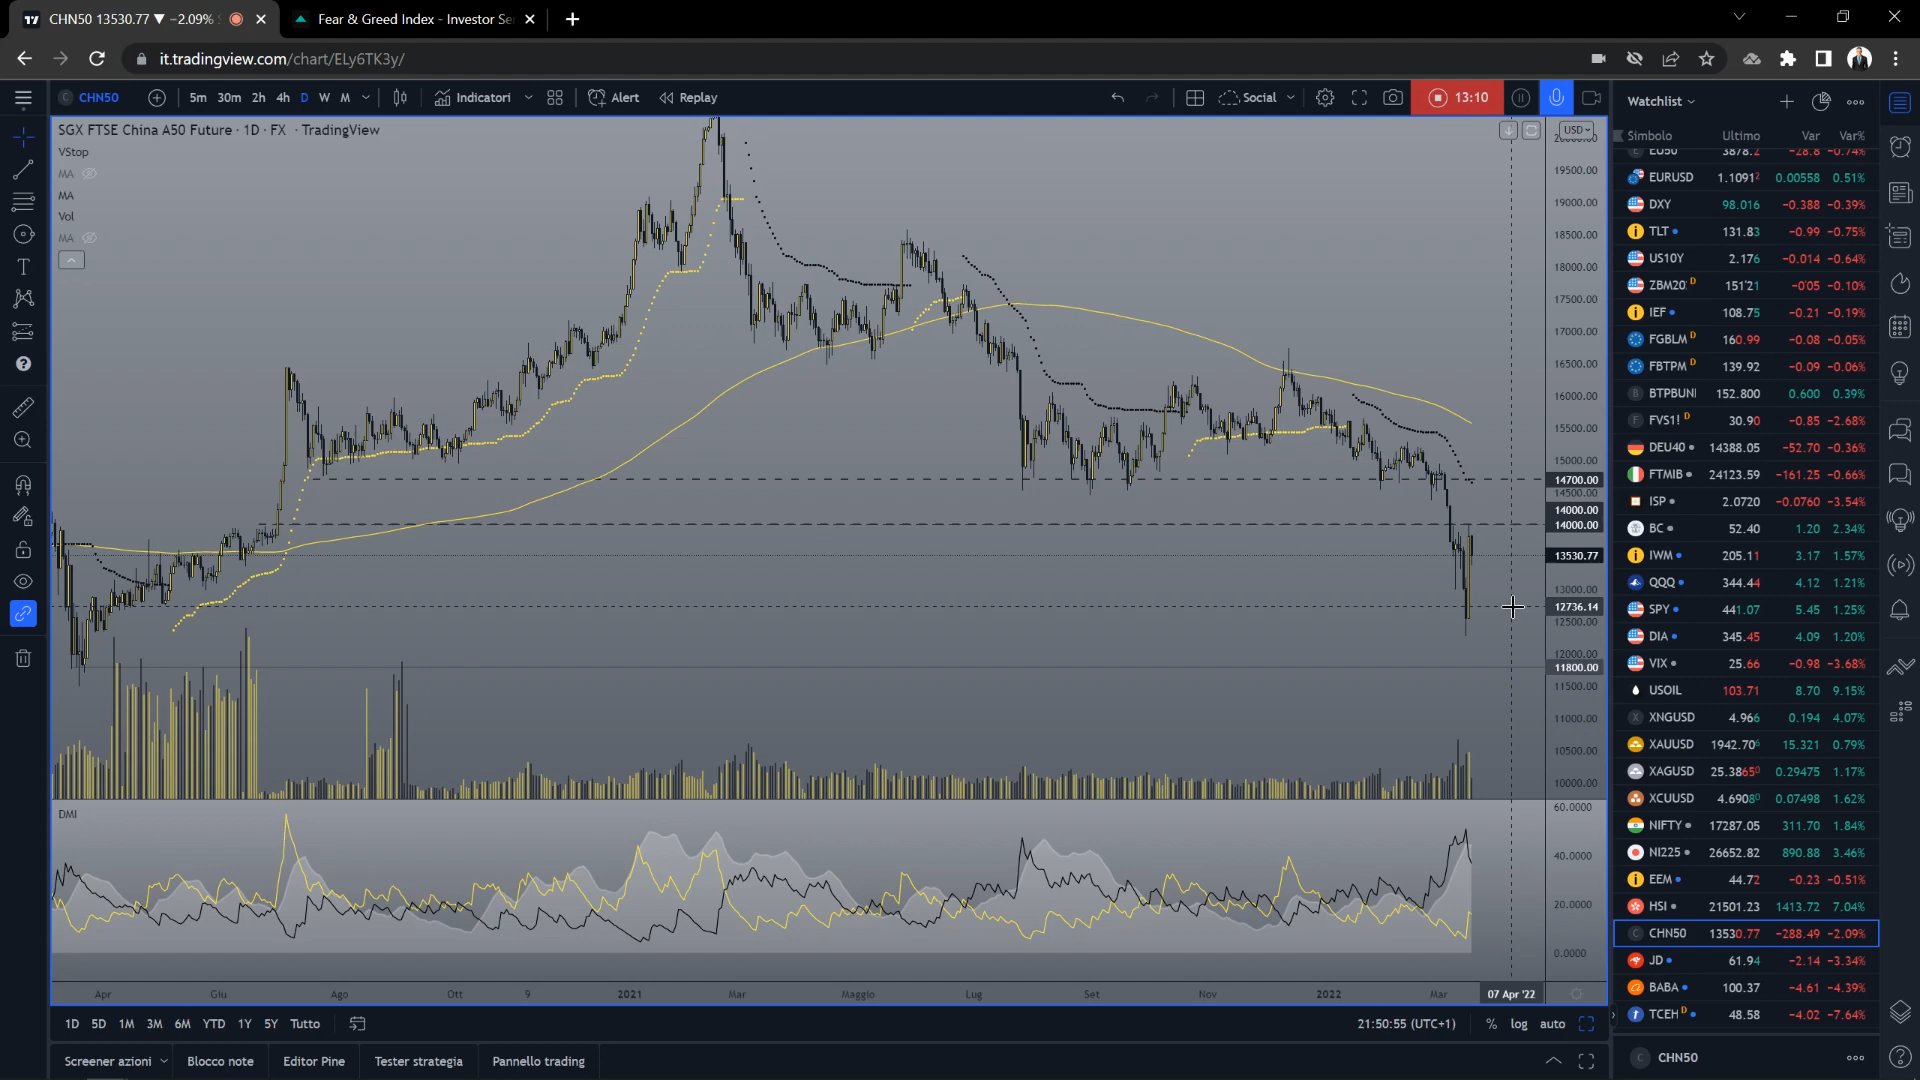 CHN50 13530.77 ▼ −2.09%
Fear & Greed Index - Investor Se
it.tradingview.com/chart/ELy6TK3y/
CHN50 5m 30m 2h 4h D W M Indicatori Alert Replay Social 13:10
SGX FTSE China A50 Future · 1D · FX · TradingView
USD
VStop
MA
MA
Vol
MA
19500.00
19000.00
18500.00
18000.00
17500.00
17000.00
16500.00
16000.00
15500.00
15000.00
14700.00
14500.00
14000.00
14000.00
13530.77
13000.00
12736.14
12500.00
12000.00
11800.00
11500.00
11000.00
10500.00
10000.00
DMI
60.0000
40.0000
20.0000
0.0000
Apr Giu Ago Ott 9 2021 Mar Maggio Lug Set Nov 2022 Mar 07 Apr '22
1D 5D 1M 3M 6M YTD 1Y 5Y Tutto
21:50:55 (UTC+1) % log auto
Screener azioni Blocco note Editor Pine Tester strategia Pannello trading
Watchlist
Simbolo Ultimo Var Var%
EU50 3878.2 −28.8 −0.74%
EURUSD 1.1091² 0.00558 0.51%
DXY 98.016 −0.388 −0.39%
TLT 131.83 −0.99 −0.75%
US10Y 2.176 −0.014 −0.64%
ZBM20 D 151'21 −0'05 −0.10%
IEF 108.75 −0.21 −0.19%
FGBLM D 160.99 −0.08 −0.05%
FBTPM D 139.92 −0.09 −0.06%
BTPBUNI 152.800 0.600 0.39%
FVS1! D 30.90 −0.85 −2.68%
DEU40 14388.05 −52.70 −0.36%
FTMIB 24123.59 −161.25 −0.66%
ISP 2.0720 −0.0760 −3.54%
BC 52.40 1.20 2.34%
IWM 205.11 3.17 1.57%
QQQ 344.44 4.12 1.21%
SPY 441.07 5.45 1.25%
DIA 345.45 4.09 1.20%
VIX 25.66 −0.98 −3.68%
USOIL 103.71 8.70 9.15%
XNGUSD 4.966 0.194 4.07%
XAUUSD 1942.70⁶ 15.321 0.79%
XAGUSD 25.3865⁰ 0.29475 1.17%
XCUUSD 4.6908⁰ 0.07498 1.62%
NIFTY 17287.05 311.70 1.84%
NI225 26652.82 890.88 3.46%
EEM 44.72 −0.23 −0.51%
HSI 21501.23 1413.72 7.04%
CHN50 13530.77 −288.49 −2.09%
JD 61.94 −2.14 −3.34%
BABA 100.37 −4.61 −4.39%
TCEH D 48.58 −4.02 −7.64%
CHN50